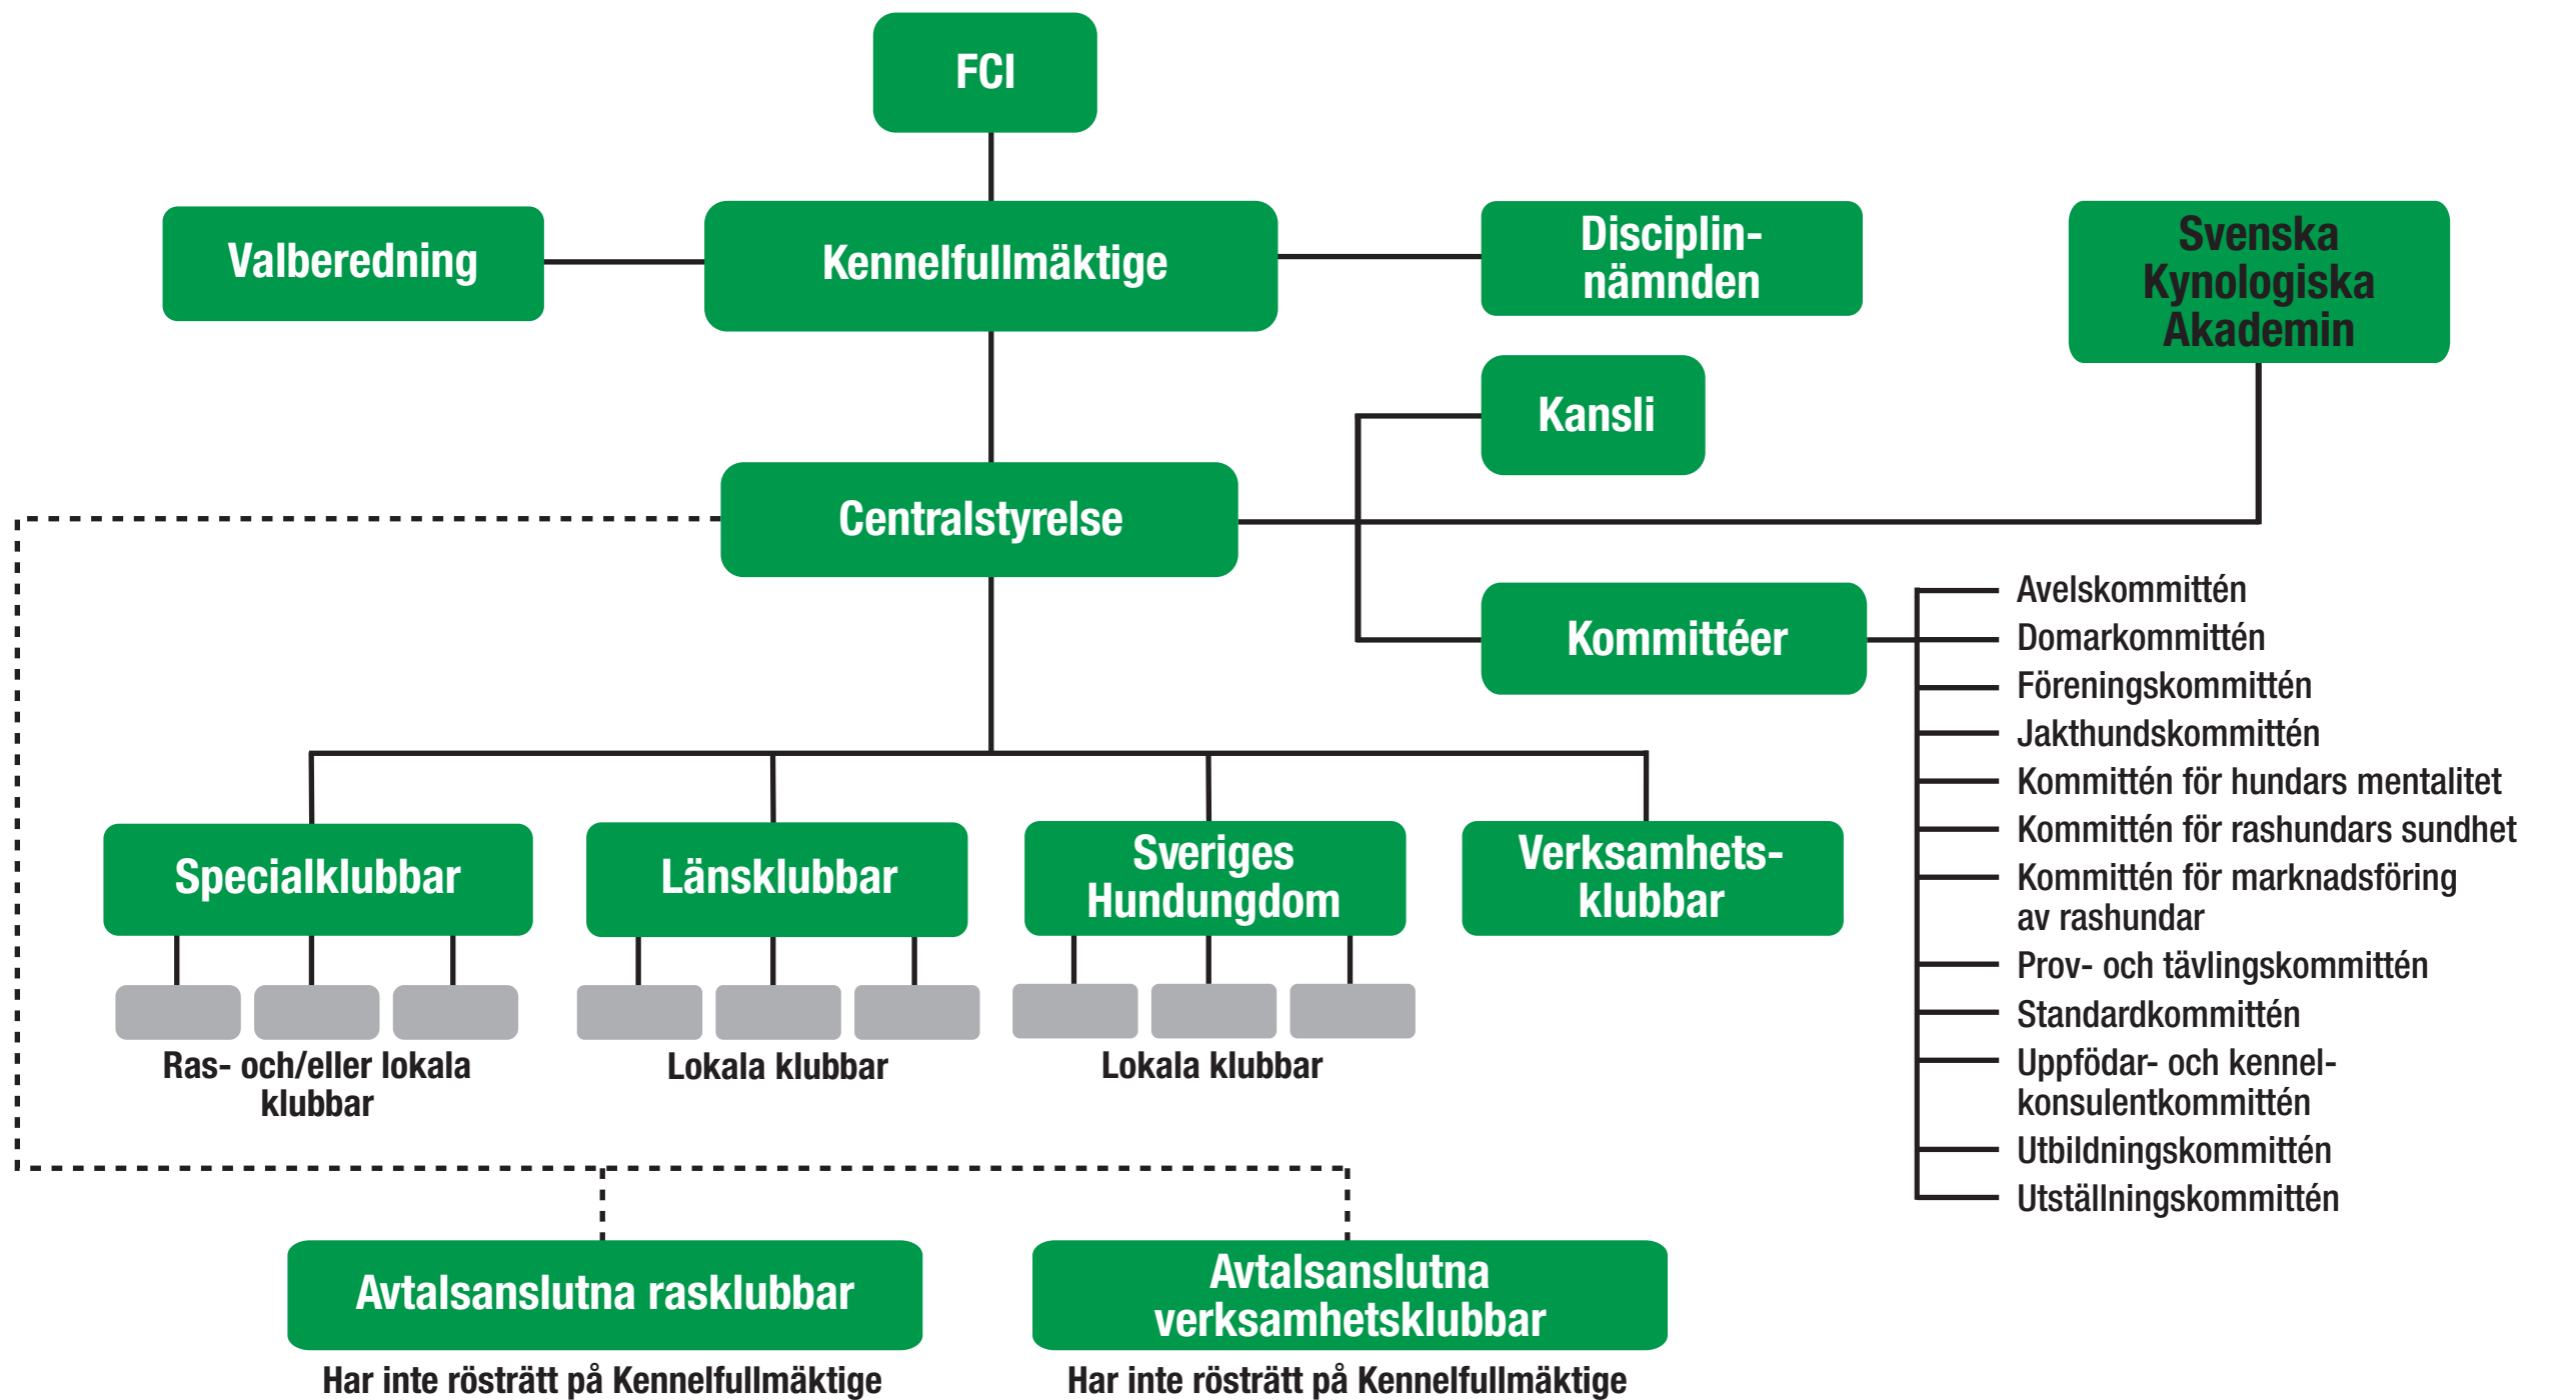 FCI
Valberedning
Kennelfullmäktige
Disciplin-
nämnden
Svenska
Kynologiska
Akademin
Kansli
Centralstyrelse
Kommittéer
Avelskommittén
Domarkommittén
Föreningskommittén
Jakthundskommittén
Kommittén för hundars mentalitet
Kommittén för rashundars sundhet
Kommittén för marknadsföring
av rashundar
Prov- och tävlingskommittén
Standardkommittén
Uppfödar- och kennel-
konsulentkommittén
Utbildningskommittén
Utställningskommittén
Specialklubbar
Länsklubbar
Sveriges
Hundungdom
Verksamhets-
klubbar
Ras- och/eller lokala
klubbar
Lokala klubbar
Lokala klubbar
Avtalsanslutna rasklubbar
Har inte rösträtt på Kennelfullmäktige
Avtalsanslutna
verksamhetsklubbar
Har inte rösträtt på Kennelfullmäktige